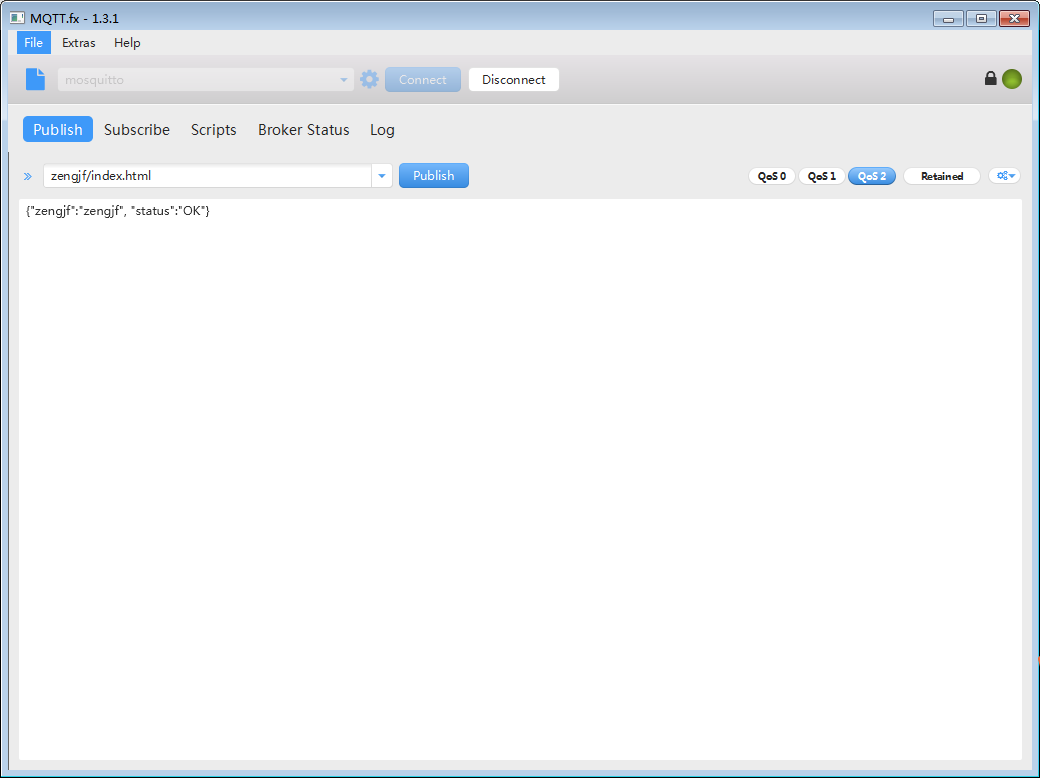 MQTT.fx - 1.3.1
File Extras Help
mosquitto Connect Disconnect
Publish Subscribe Scripts Broker Status Log
» zengjf/index.html Publish QoS 0 QoS 1 QoS 2 Retained
{"zengjf":"zengjf", "status":"OK"}